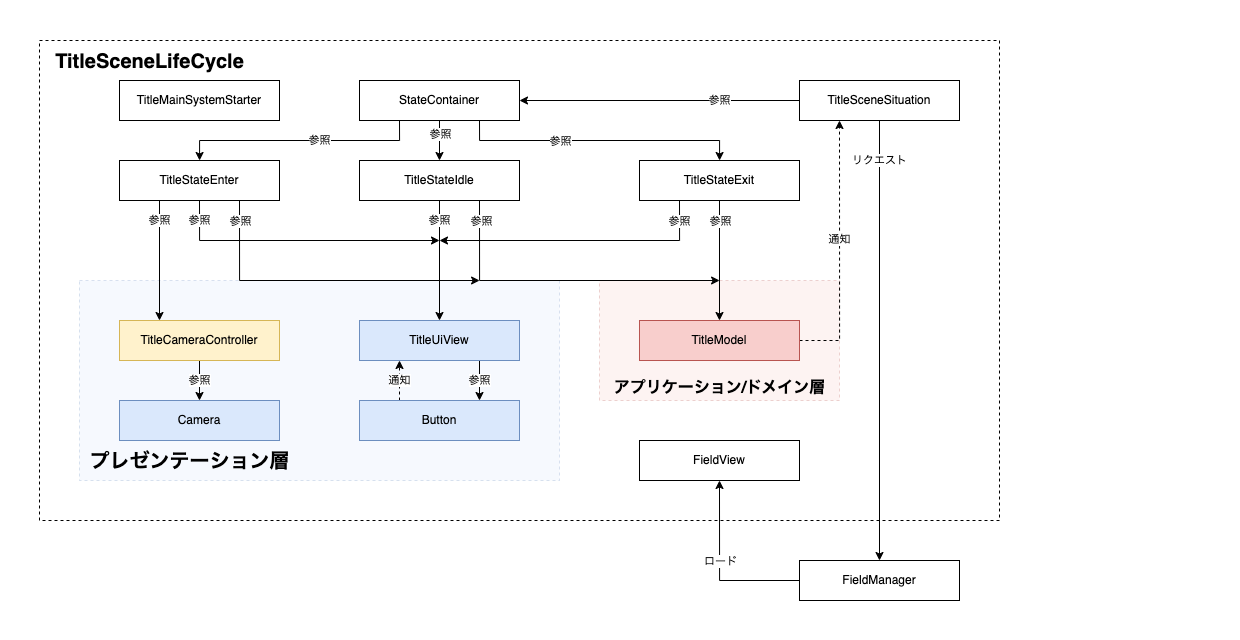 TitleSceneLifeCycle
TitleMainSystemStarter
StateContainer
参照
TitleSceneSituation
参照
参照
参照
リクエスト
TitleStateEnter
TitleStateIdle
TitleStateExit
参照
参照
参照
参照
参照
参照
参照
通知
TitleCameraController
TitleUiView
TitleModel
参照
通知
参照
アプリケーション/ドメイン層
Camera
Button
プレゼンテーション層
FieldView
ロード
FieldManager